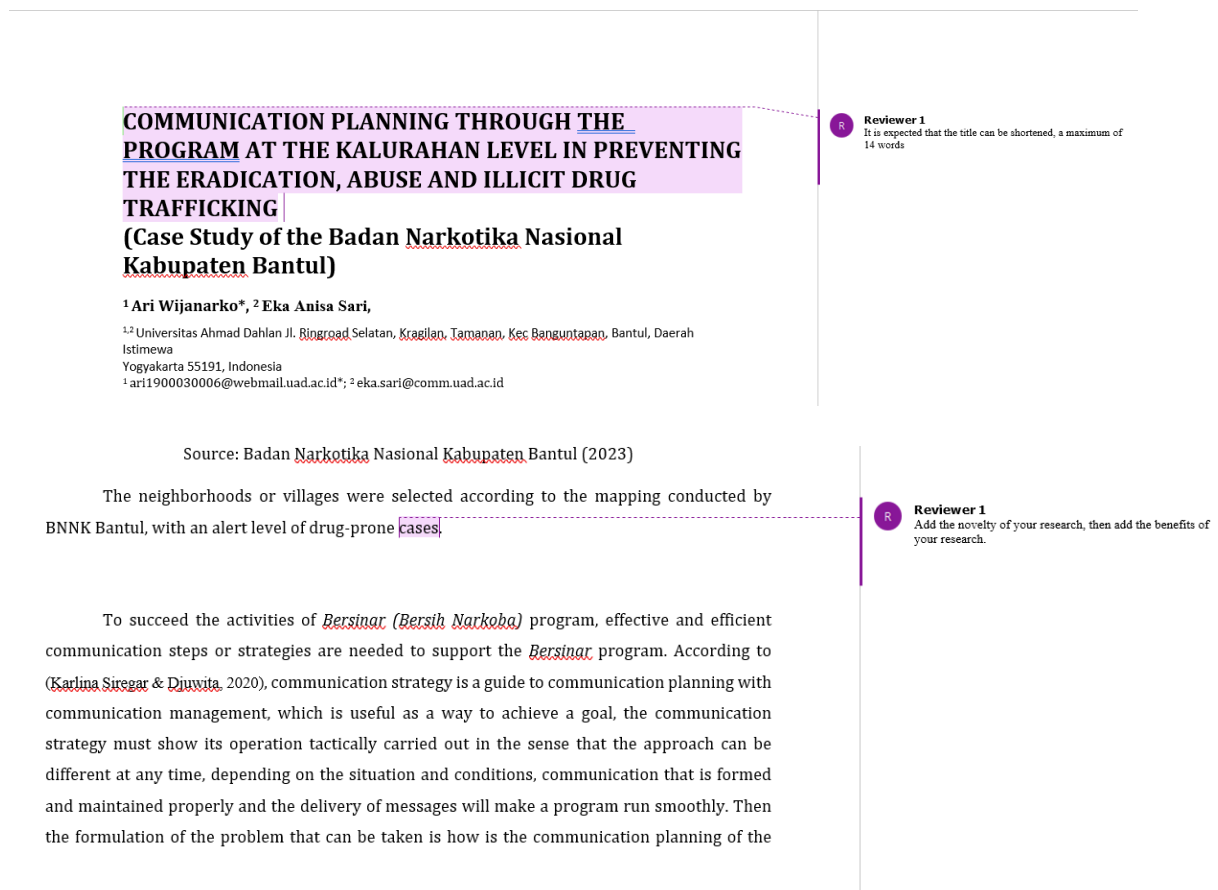 COMMUNICATION PLANNING THROUGH THE
PROGRAM AT THE KALURAHAN LEVEL IN PREVENTING
THE ERADICATION, ABUSE AND ILLICIT DRUG
TRAFFICKING
(Case Study of the Badan Narkotika Nasional
Kabupaten Bantul)
R
Reviewer 1
It is expected that the title can be shortened, a maximum of
14 words
1 Ari Wijanarko*, 2 Eka Anisa Sari,
1,2 Universitas Ahmad Dahlan Jl. Ringroad Selatan, Kragilan, Tamanan, Kec Banguntapan, Bantul, Daerah
Istimewa
Yogyakarta 55191, Indonesia
1 ari1900030006@webmail.uad.ac.id*; 2 eka.sari@comm.uad.ac.id
Source: Badan Narkotika Nasional Kabupaten Bantul (2023)
The neighborhoods or villages were selected according to the mapping conducted by
BNNK Bantul, with an alert level of drug-prone cases.
R
Reviewer 1
Add the novelty of your research, then add the benefits of
your research.
To succeed the activities of Bersinar (Bersih Narkoba) program, effective and efficient
communication steps or strategies are needed to support the Bersinar program. According to
(Karlina Siregar & Djuwita, 2020), communication strategy is a guide to communication planning with
communication management, which is useful as a way to achieve a goal, the communication
strategy must show its operation tactically carried out in the sense that the approach can be
different at any time, depending on the situation and conditions, communication that is formed
and maintained properly and the delivery of messages will make a program run smoothly. Then
the formulation of the problem that can be taken is how is the communication planning of the